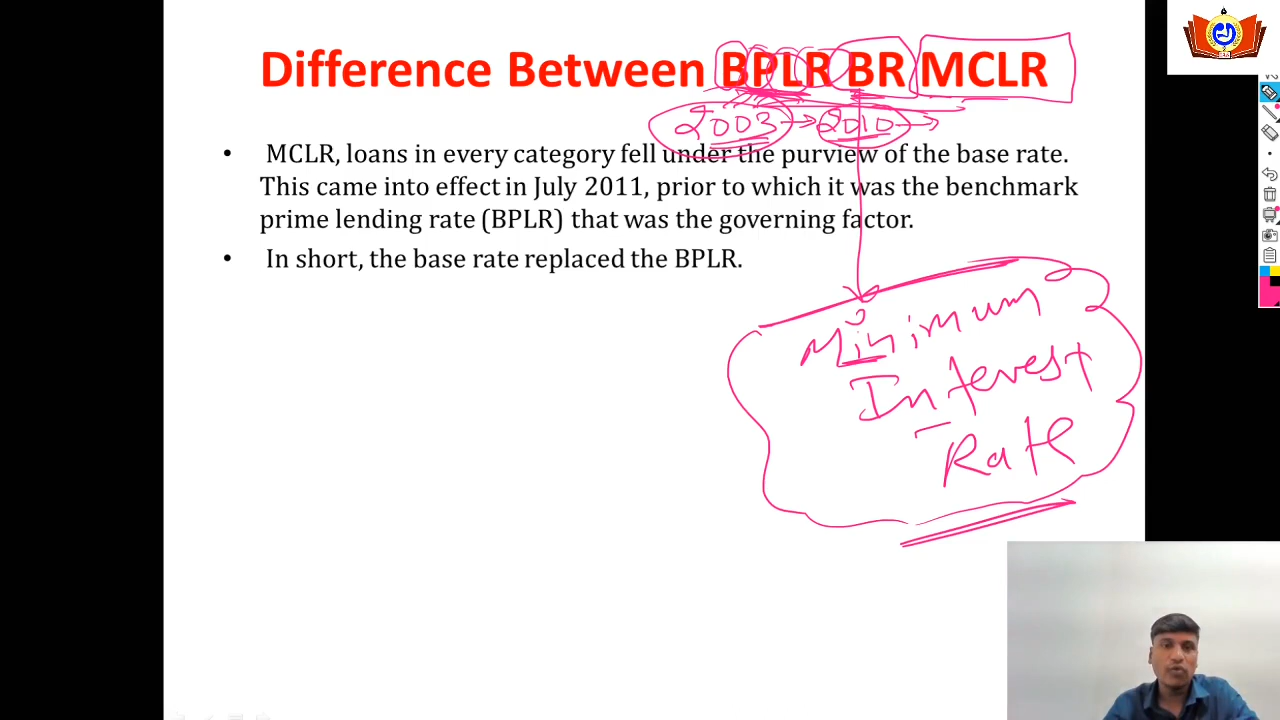 Difference Between BPLR BR MCLR
2003 → 2010 →
• MCLR, loans in every category fell under the purview of the base rate.
This came into effect in July 2011, prior to which it was the benchmark
prime lending rate (BPLR) that was the governing factor.
• In short, the base rate replaced the BPLR.
Minimum
Interest
Rate